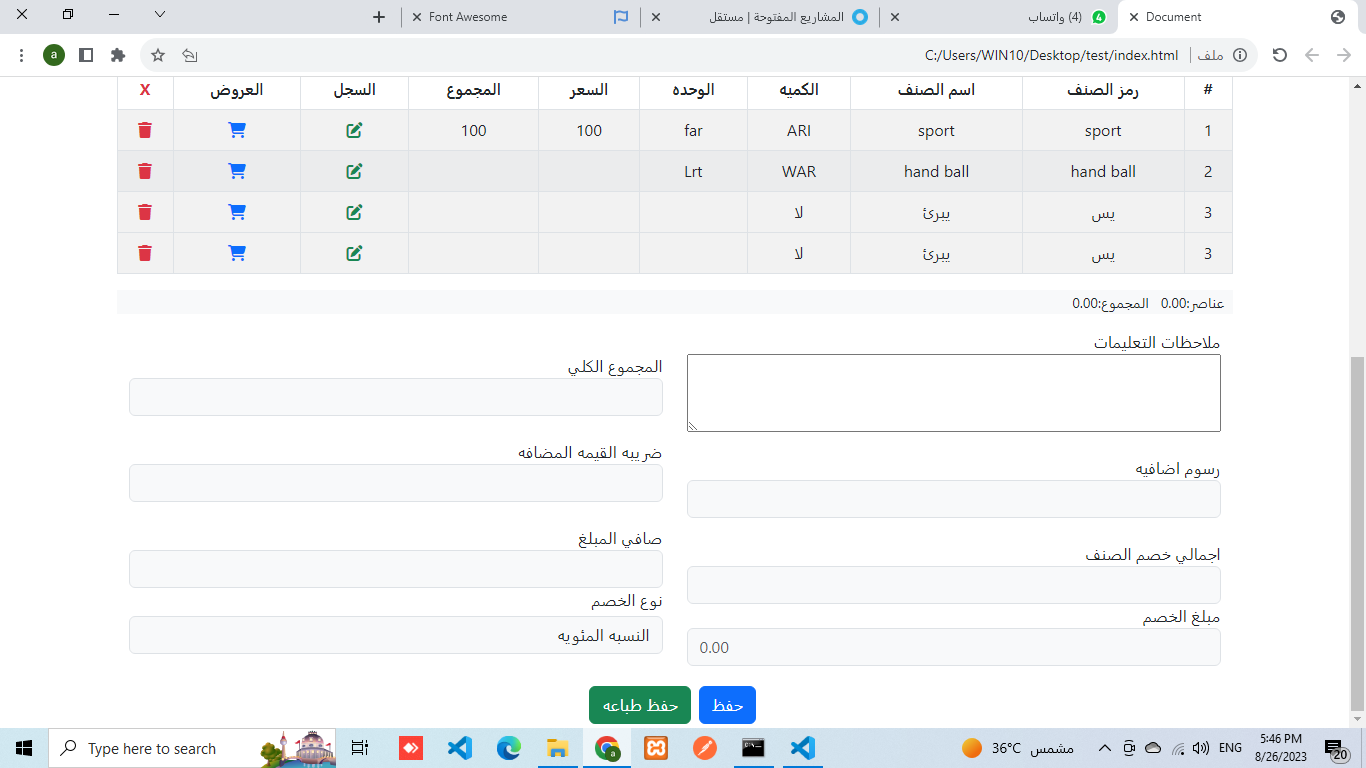 Document
(4) واتساب
المشاريع المفتوحة | مستقل
Font Awesome
ملف C:/Users/WIN10/Desktop/test/index.html
a
# رمز الصنف اسم الصنف الكميه الوحده السعر المجموع السجل العروض X
1 sport sport ARI far 100 100
2 hand ball hand ball WAR Lrt
3 يس يبرئ لا
3 يس يبرئ لا
عناصر:0.00 المجموع:0.00
ملاحظات التعليمات
المجموع الكلي
رسوم اضافيه
ضريبه القيمه المضافه
اجمالي خصم الصنف
صافي المبلغ
مبلغ الخصم
0.00
نوع الخصم
النسبه المئويه
حفظ
حفظ طباعه
Type here to search
36°C مشمس
ENG
5:46 PM
8/26/2023
20